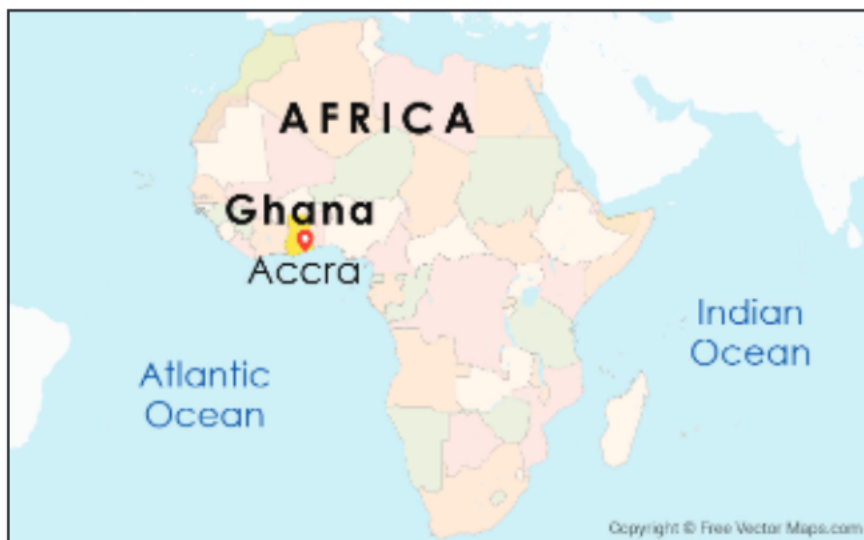 AFRICA
Ghana
Accra
Indian
Ocean
Atlantic
Ocean
Copyright © Free Vector Maps.com